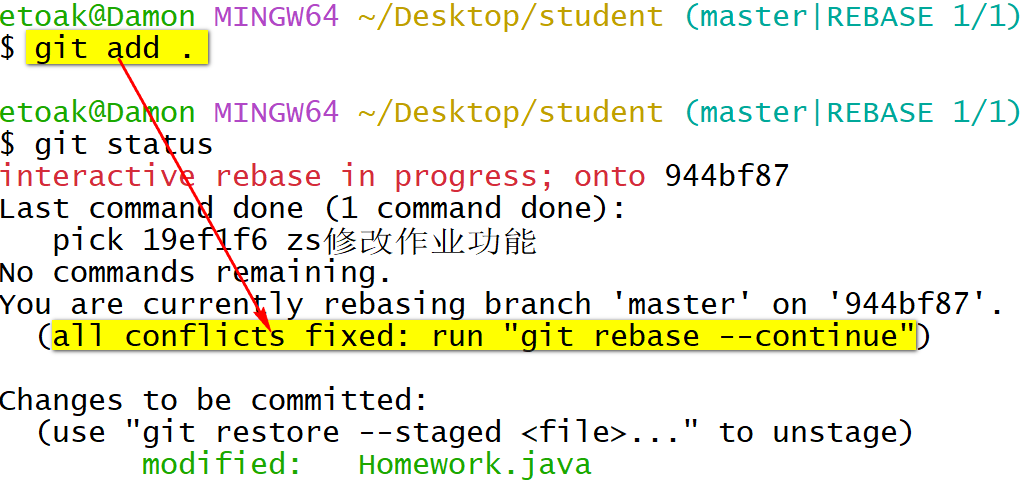 etoak@Damon MINGW64 ~/Desktop/student (master|REBASE 1/1)
$ git add .
etoak@Damon MINGW64 ~/Desktop/student (master|REBASE 1/1)
$ git status
interactive rebase in progress; onto 944bf87
Last command done (1 command done):
   pick 19ef1f6 zs修改作业功能
No commands remaining.
You are currently rebasing branch 'master' on '944bf87'.
  (all conflicts fixed: run "git rebase --continue")
Changes to be committed:
  (use "git restore --staged <file>..." to unstage)
        modified:   Homework.java